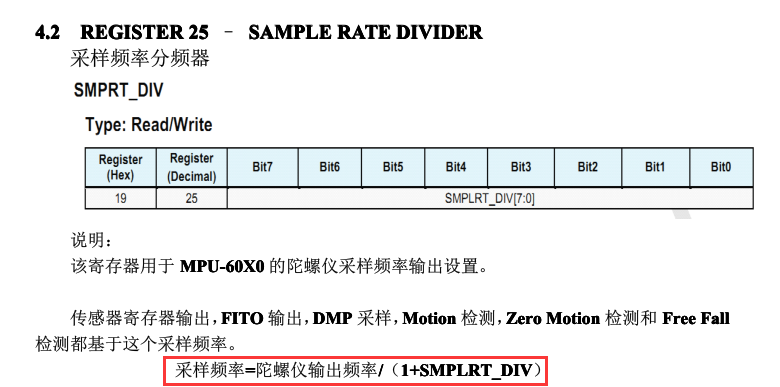 4.2 REGISTER 25 – SAMPLE RATE DIVIDER
采样频率分频器
SMPRT_DIV
Type: Read/Write
Register (Hex) Register (Decimal) Bit7 Bit6 Bit5 Bit4 Bit3 Bit2 Bit1 Bit0
19 25 SMPLRT_DIV[7:0]
说明：
该寄存器用于 MPU-60X0 的陀螺仪采样频率输出设置。
传感器寄存器输出，FITO 输出，DMP 采样，Motion 检测，Zero Motion 检测和 Free Fall
检测都基于这个采样频率。
采样频率=陀螺仪输出频率/（1+SMPLRT_DIV）